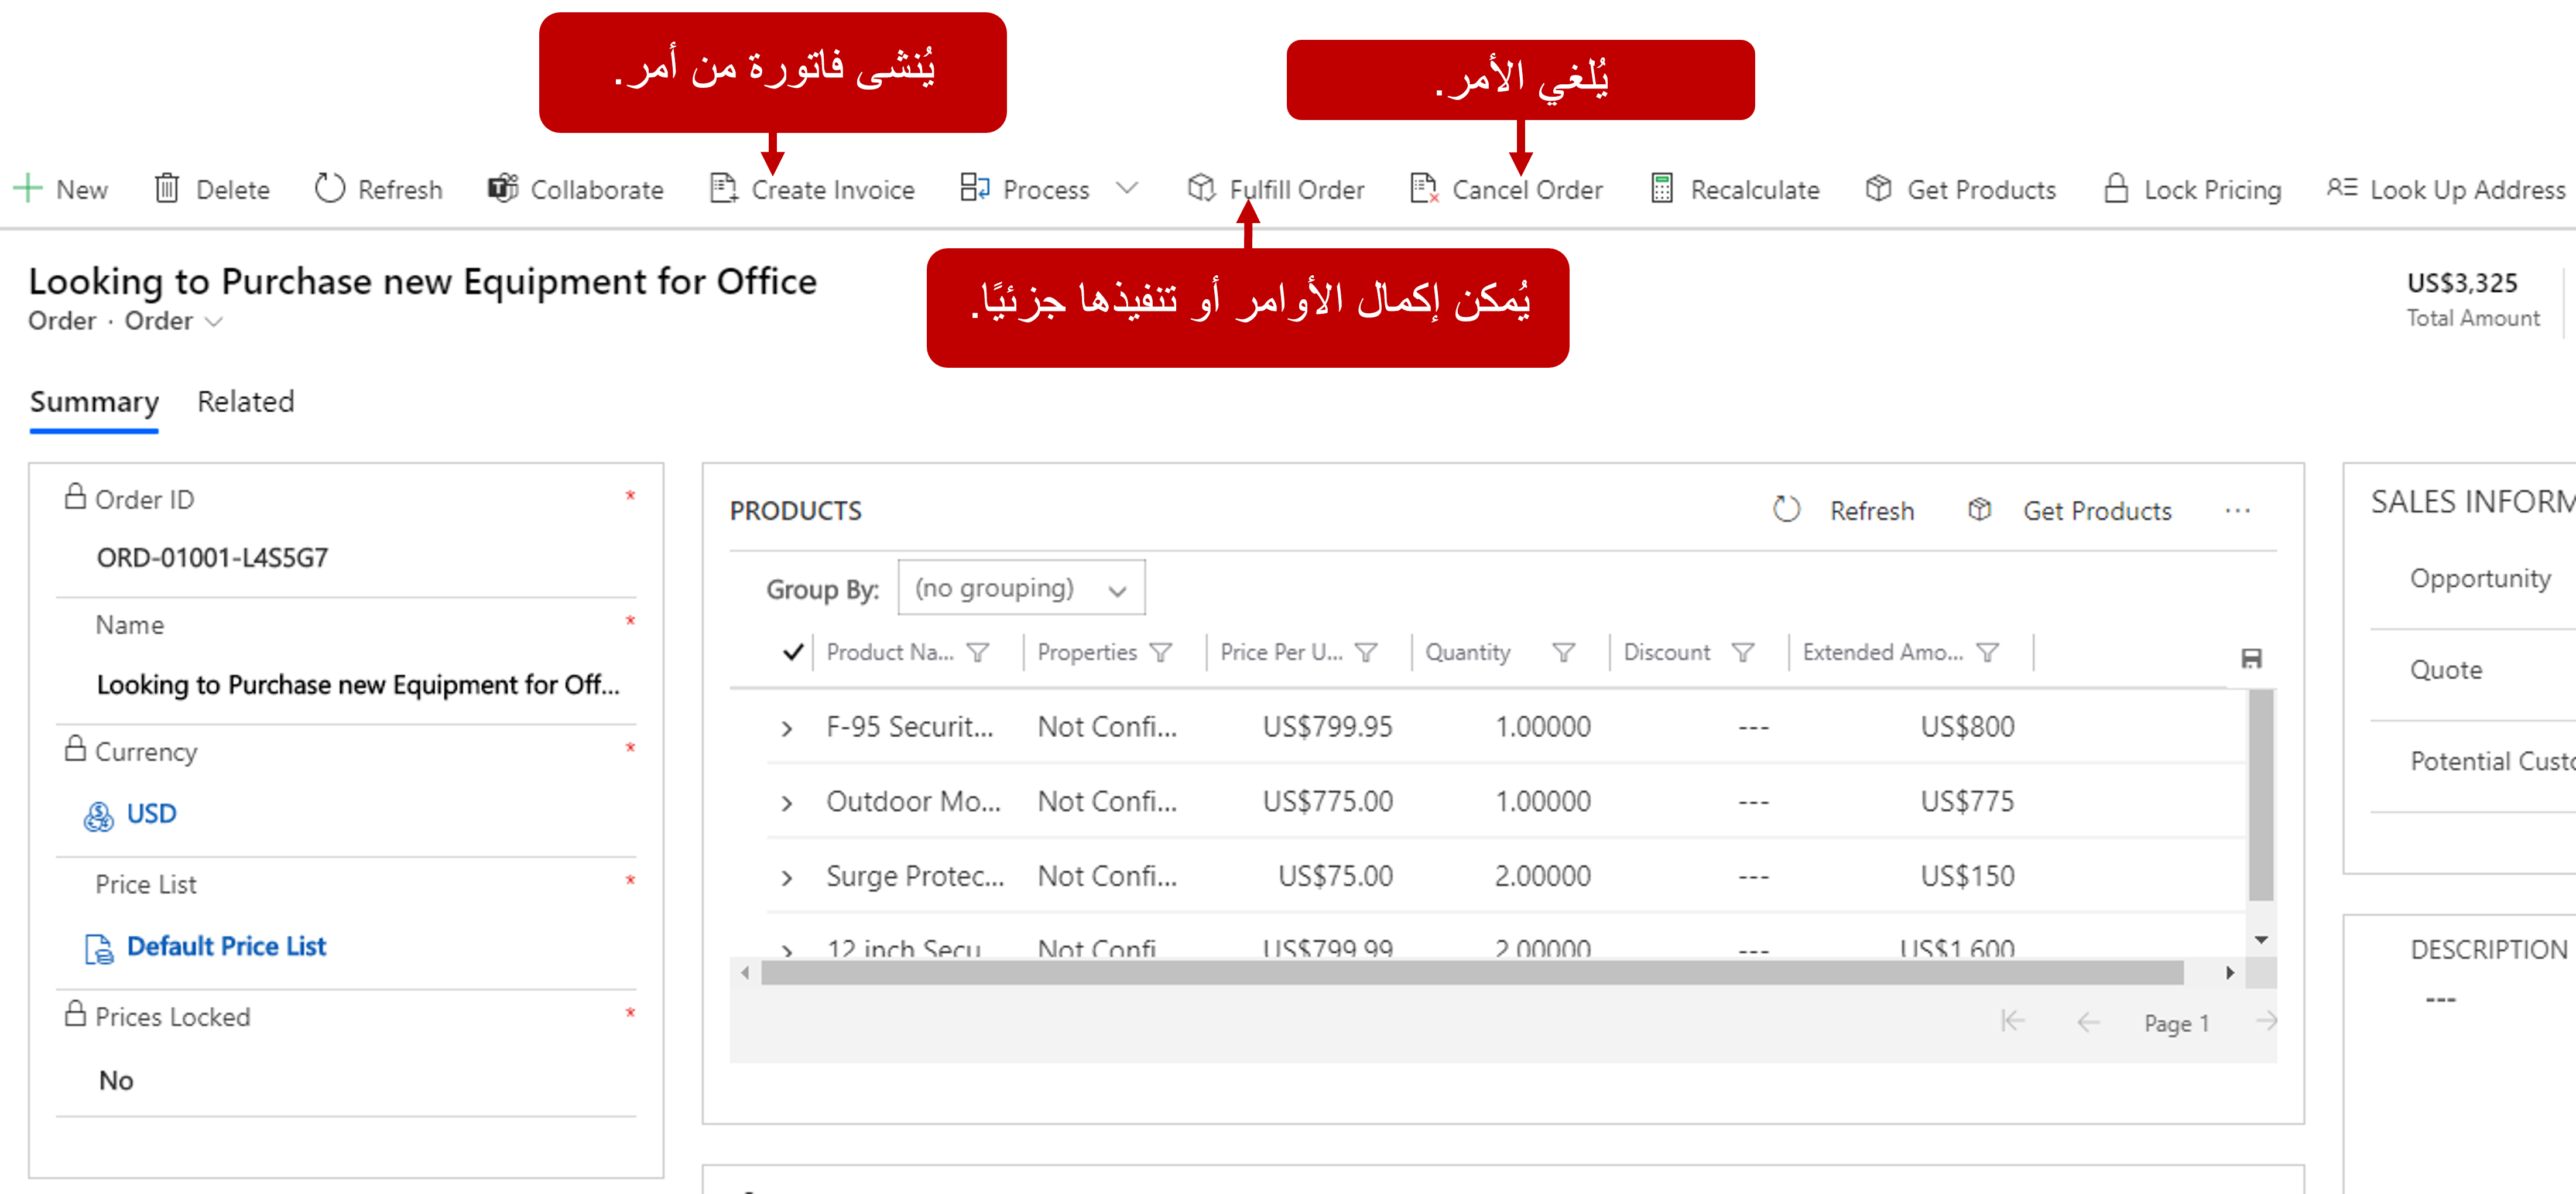 يُنشى فاتورة من أمر.
يُلغي الأمر.
New Delete Refresh Collaborate Create Invoice Process Fulfill Order Cancel Order Recalculate Get Products Lock Pricing Look Up Address
يُمكن إكمال الأوامر أو تنفيذها جزئيًا.
Looking to Purchase new Equipment for Office
Order · Order
US$3,325
Total Amount
Summary Related
Order ID *
ORD-01001-L4S5G7
Name *
Looking to Purchase new Equipment for Off...
Currency *
USD
Price List *
Default Price List
Prices Locked *
No
PRODUCTS Refresh Get Products ...
Group By: (no grouping)
Product Na... Properties Price Per U... Quantity Discount Extended Amo...
F-95 Securit... Not Confi... US$799.95 1.00000 --- US$800
Outdoor Mo... Not Confi... US$775.00 1.00000 --- US$775
Surge Protec... Not Confi... US$75.00 2.00000 --- US$150
12 inch Secu Not Confi US$799.99 2.00000 --- US$1,600
Page 1
SALES INFORM
Opportunity
Quote
Potential Custo
DESCRIPTION
---